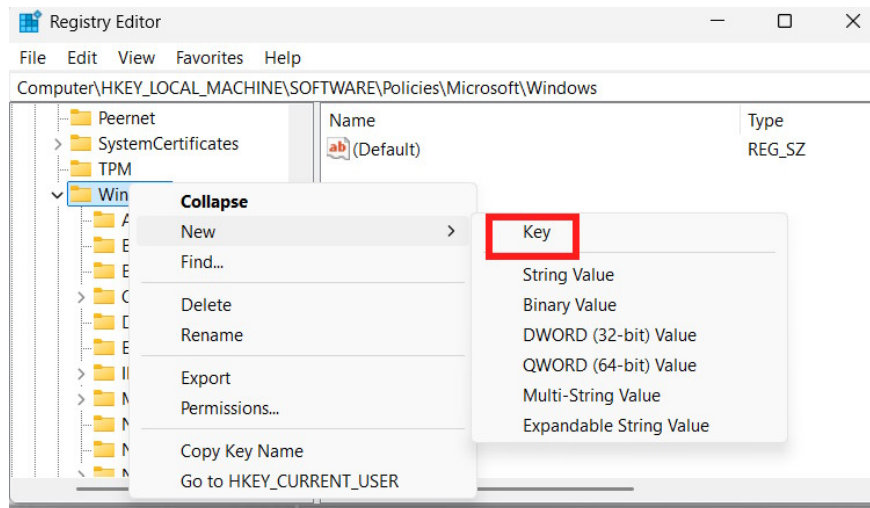 Registry Editor
File Edit View Favorites Help
Computer\HKEY_LOCAL_MACHINE\SOFTWARE\Policies\Microsoft\Windows
Peernet
SystemCertificates
TPM
Win
Name Type
ab (Default) REG_SZ
Collapse
New
Find...
Delete
Rename
Export
Permissions...
Copy Key Name
Go to HKEY_CURRENT_USER
Key
String Value
Binary Value
DWORD (32-bit) Value
QWORD (64-bit) Value
Multi-String Value
Expandable String Value